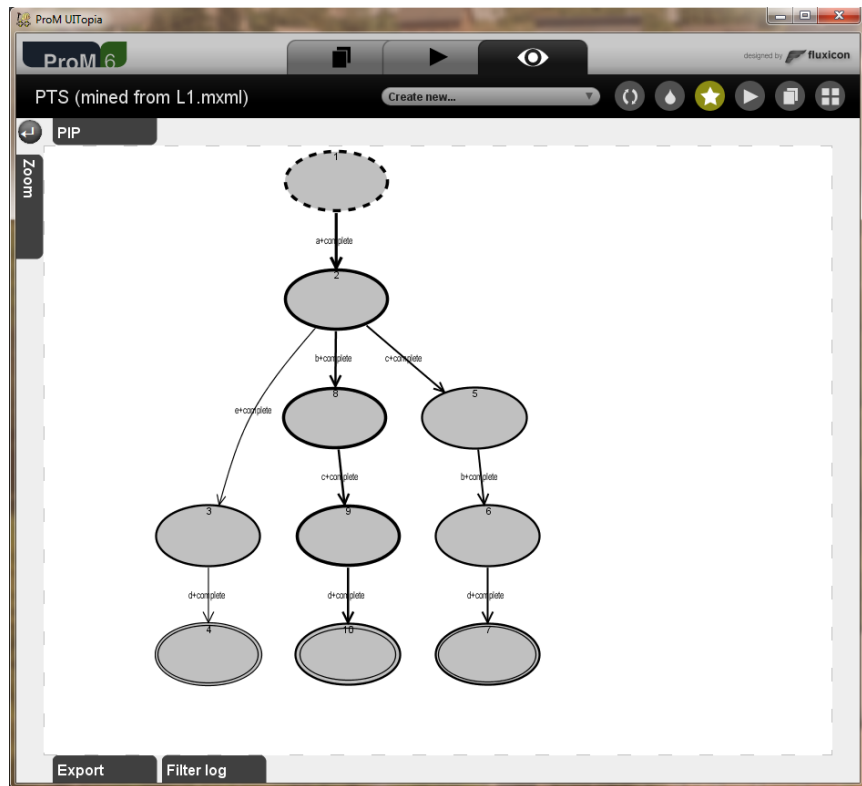 ProM UITopia
ProM 6
designed by fluxicon
PTS (mined from L1.mxml)
Create new...
PIP
Zoom
1
a+complete
2
b+complete
c+complete
8
5
e+complete
c+complete
b+complete
3
9
6
d+complete
d+complete
d+complete
4
10
7
Export
Filter log